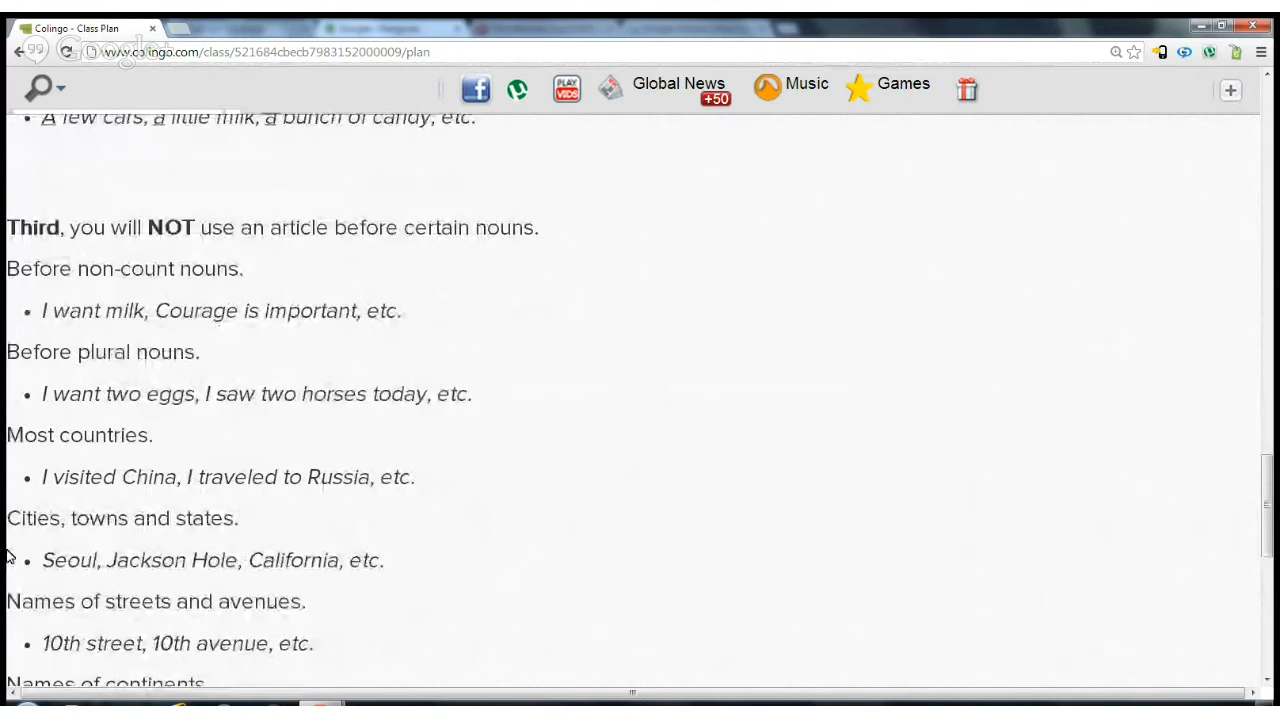 Colingo - Class Plan
Google+
www.colingo.com/class/521684cbecb7983152000009/plan
PLAY VIDS
Global News
+50
Music
Games
A few cars, a little milk, a bunch of candy, etc.
Third, you will NOT use an article before certain nouns.
Before non-count nouns.
I want milk, Courage is important, etc.
Before plural nouns.
I want two eggs, I saw two horses today, etc.
Most countries.
I visited China, I traveled to Russia, etc.
Cities, towns and states.
Seoul, Jackson Hole, California, etc.
Names of streets and avenues.
10th street, 10th avenue, etc.
Names of continents